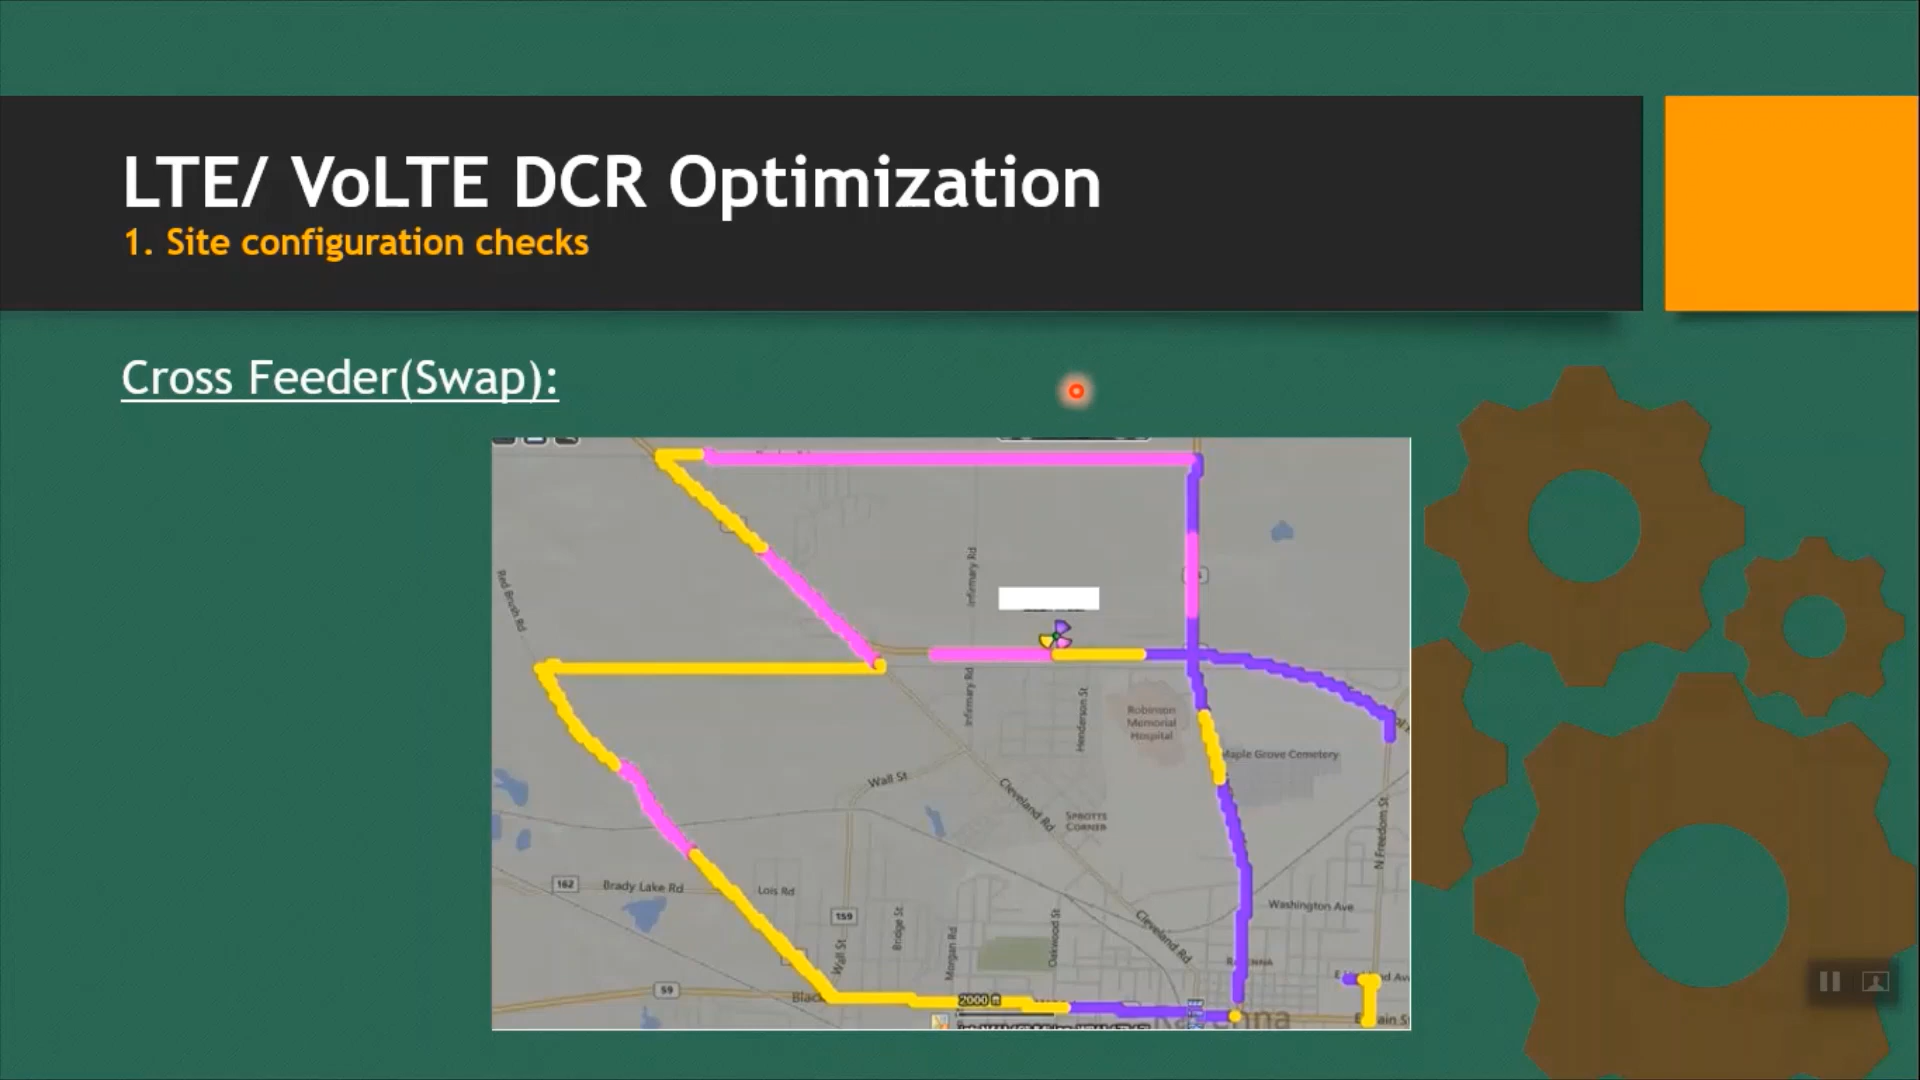 LTE/ VoLTE DCR Optimization
1. Site configuration checks
Cross Feeder(Swap):
Red Brush Rd
Infirmary Rd
Infirmary Rd
Henderson St
Robinson
Memorial
Hospital
Maple Grove Cemetery
Wall St
Cleveland Rd
SPROTTS
CORNER
N Freedom St
162
Brady Lake Rd
Lois Rd
159
Wall St
Bridge St
Morgan Rd
Oakwood St
Cleveland Rd
Washington Ave
59
2000 ft